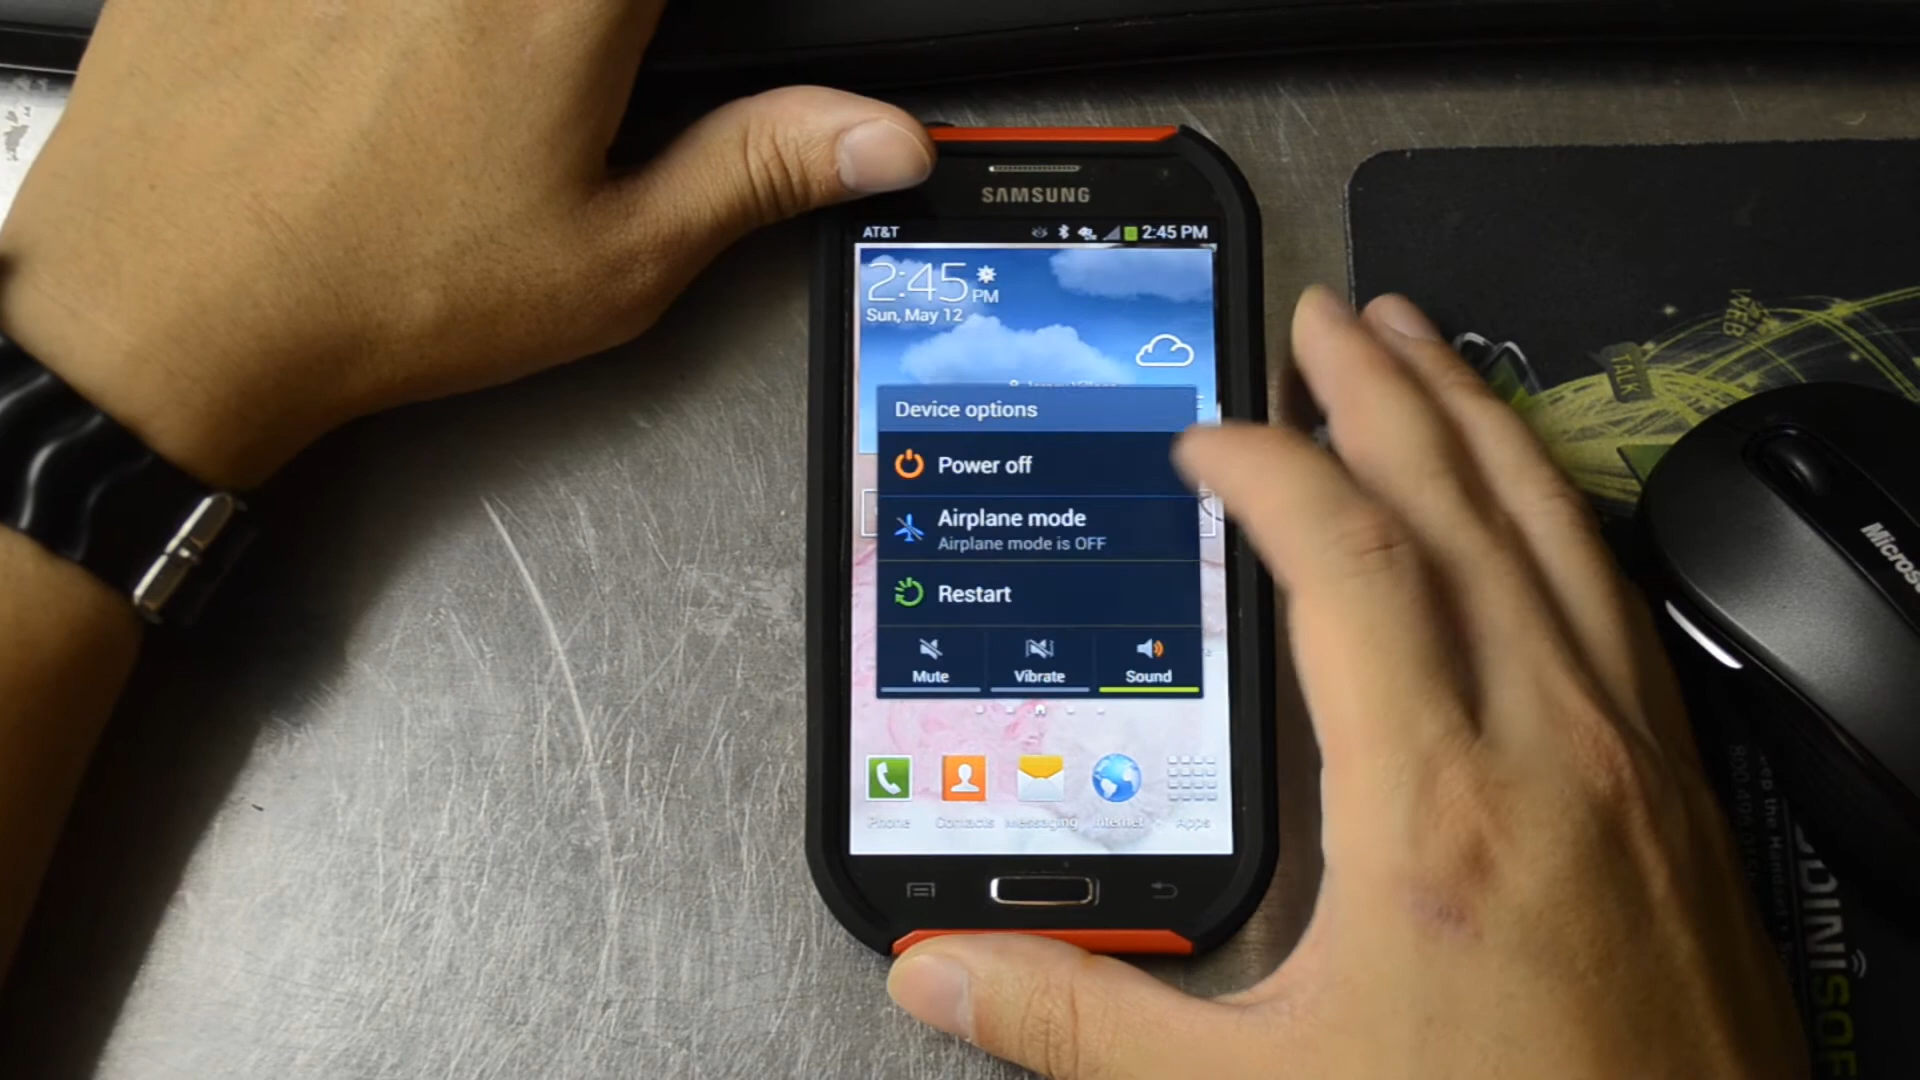 SAMSUNG
AT&T 2:45 PM
2:45 PM
Sun, May 12
Device options
Power off
Airplane mode
Airplane mode is OFF
Restart
Mute Vibrate Sound
Phone Contacts Messaging Internet Apps
WEB
TALK